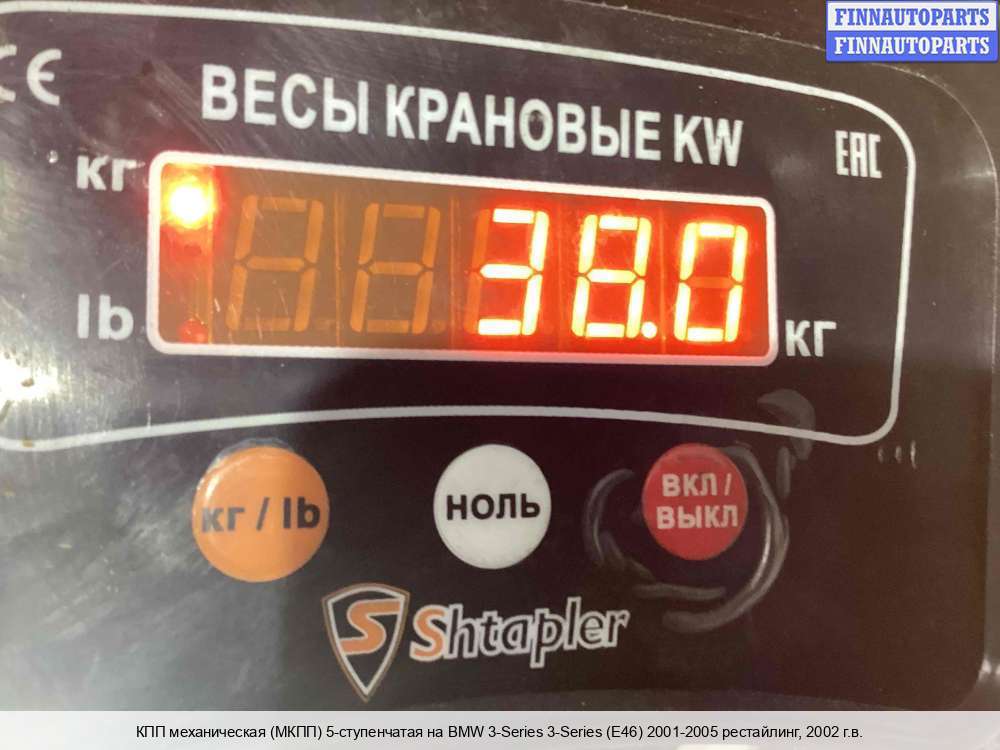 FINNAUTOPARTS
FINNAUTOPARTS
CE
ВЕСЫ КРАНОВЫЕ KW
EAC
кг
38.0
lb
кг
кг / lb
НОЛЬ
ВКЛ /
ВЫКЛ
S Shtapler
КПП механическая (МКПП) 5-ступенчатая на BMW 3-Series 3-Series (E46) 2001-2005 рестайлинг, 2002 г.в.